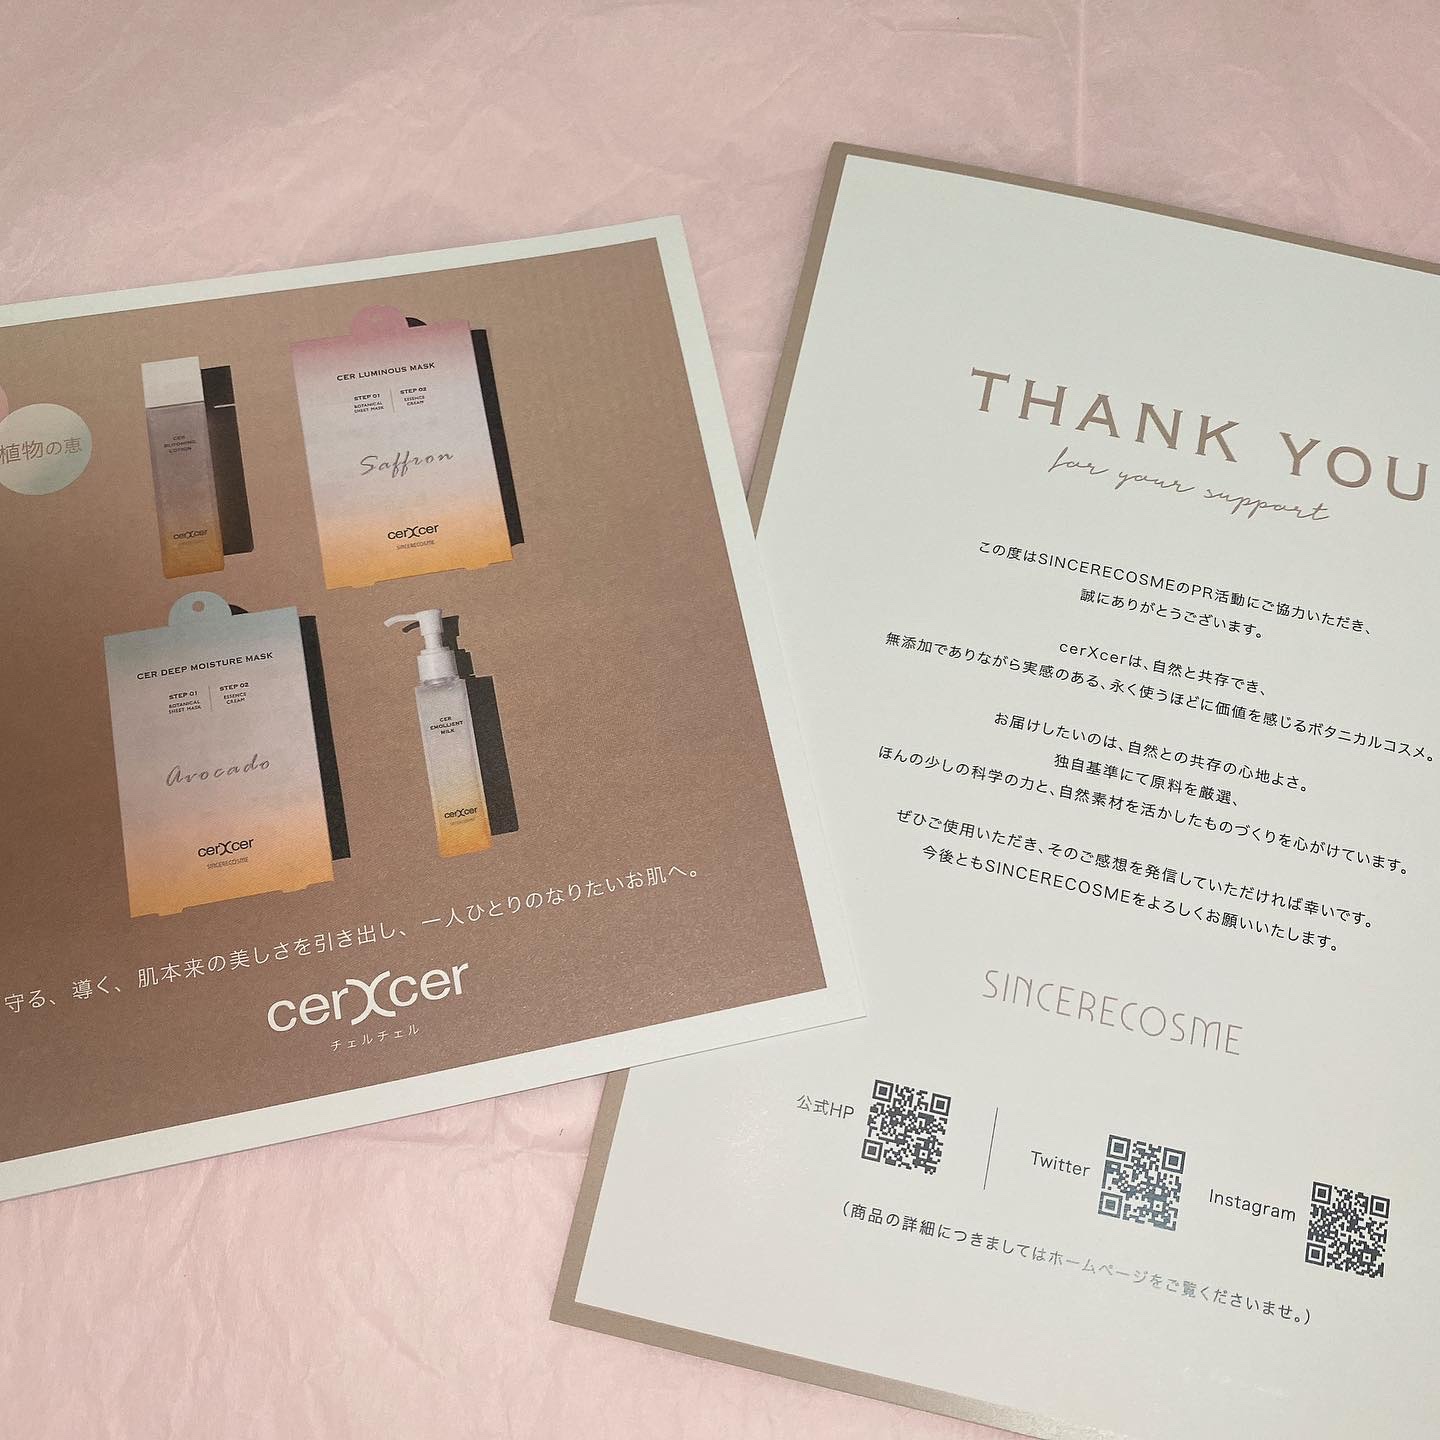 植物の恵
CER
BLOOMING
LOTION
cerXcer
CER LUMINOUS MASK
STEP 01
BOTANICAL
SHEET MASK
STEP 02
ESSENCE
CREAM
Saffron
cerXcer
SINCERECOSME
CER DEEP MOISTURE MASK
STEP 01
BOTANICAL
SHEET MASK
STEP 02
ESSENCE
CREAM
Avocado
cerXcer
SINCERECOSME
CER
EMOLLIENT
MILK
cerXcer
守る、導く、肌本来の美しさを引き出し、一人ひとりのなりたいお肌へ。
cerXcer
チェルチェル
THANK YOU
for your support
この度はSINCERECOSMEのPR活動にご協力いただき、
誠にありがとうございます。
cerXcerは、自然と共存でき、
無添加でありながら実感のある、永く使うほどに価値を感じるボタニカルコスメ。
お届けしたいのは、自然との共存の心地よさ。
独自基準にて原料を厳選、
ほんの少しの科学の力と、自然素材を活かしたものづくりを心がけています。
ぜひご使用いただき、そのご感想を発信していただければ幸いです。
今後ともSINCERECOSMEをよろしくお願いいたします。
SINCERECOSME
公式HP
Twitter
Instagram
(商品の詳細につきましてはホームページをご覧くださいませ。)